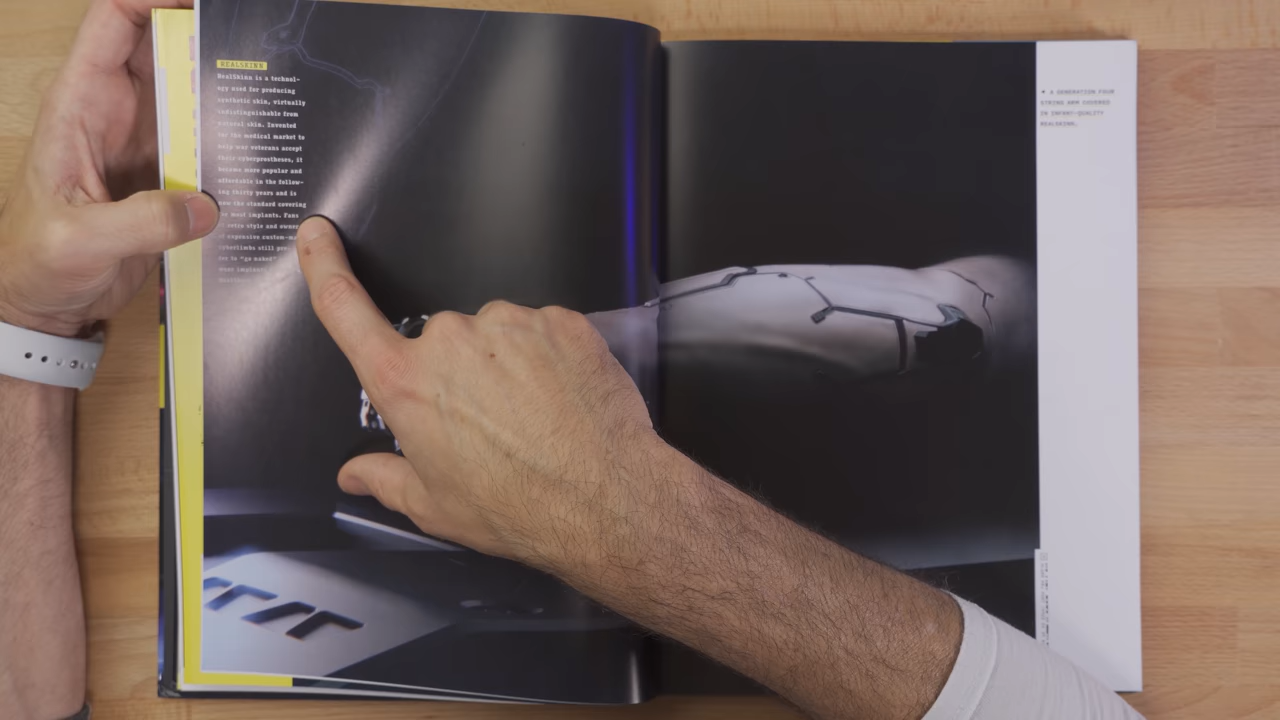 REALSKINN
RealSkinn is a technol-
ogy used for producing
synthetic skin, virtually
indistinguishable from
natural skin. Invented
for the medical market to
help war veterans accept
their cyberprostheses, it
became more popular and
affordable in the follow-
ing thirty years and is
now the standard covering
for most implants. Fans
of retro style and owners
of expensive custom-m
cyberlimbs still pre
fer to "go naked"
◄ A GENERATION FOUR
STRING ARM COVERED
IN INFANT-QUALITY
REALSKINN.